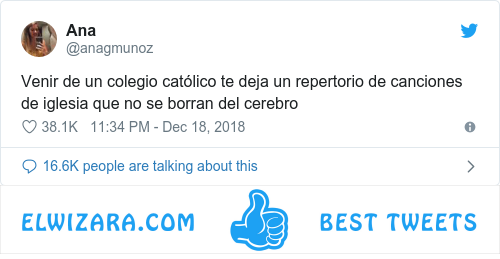 Ana
@anagmunoz
Venir de un colegio católico te deja un repertorio de canciones
de iglesia que no se borran del cerebro
38.1K 11:34 PM - Dec 18, 2018
16.6K people are talking about this
ELWIZARA.COM BEST TWEETS